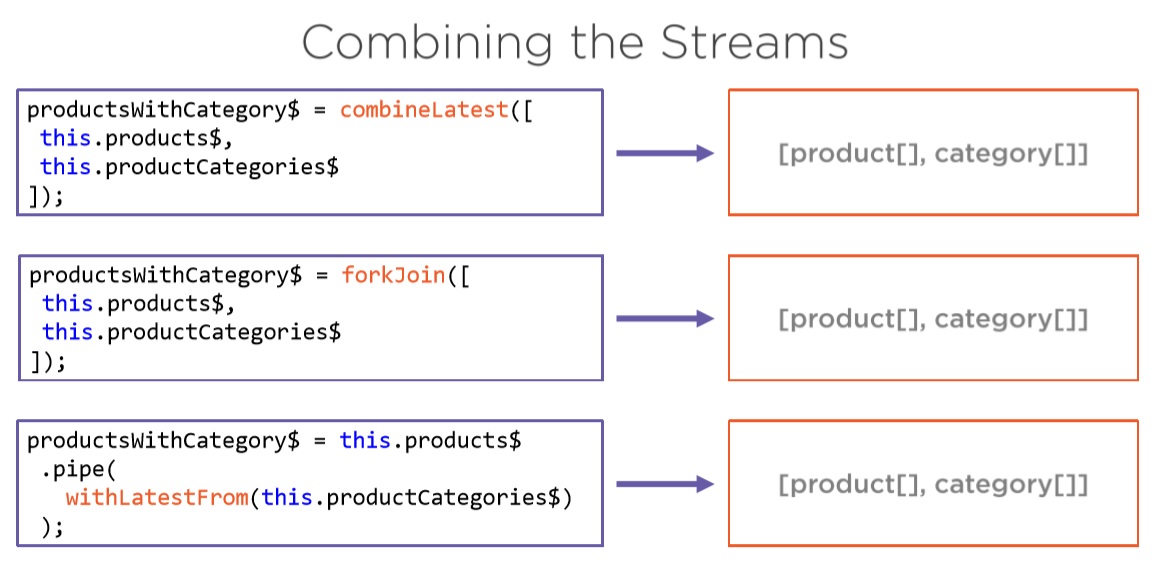 Combining the Streams
productsWithCategory$ = combineLatest([
this.products$,
this.productCategories$
]);
[product[], category[]]
productsWithCategory$ = forkJoin([
this.products$,
this.productCategories$
]);
[product[], category[]]
productsWithCategory$ = this.products$
.pipe(
withLatestFrom(this.productCategories$)
);
[product[], category[]]